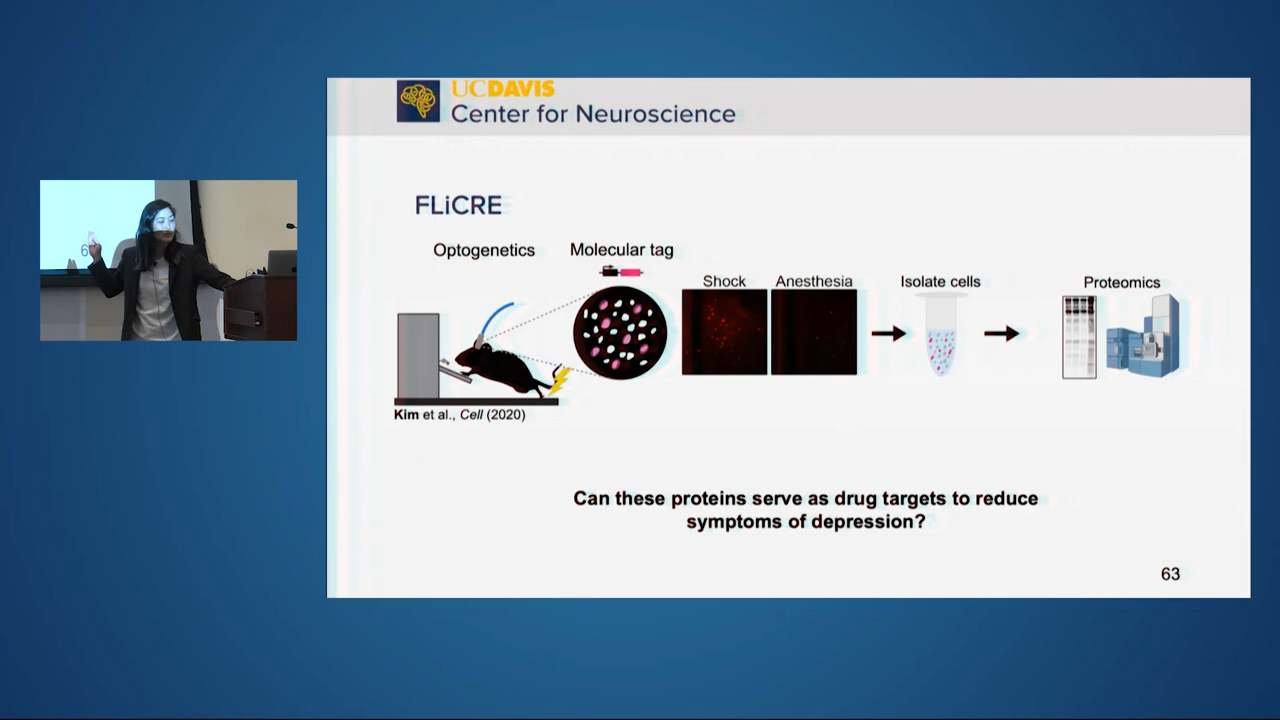 UCDAVIS
Center for Neuroscience
FLiCRE
Optogenetics
Molecular tag
Shock
Anesthesia
Isolate cells
Proteomics
Kim et al., Cell (2020)
Can these proteins serve as drug targets to reduce
symptoms of depression?
63